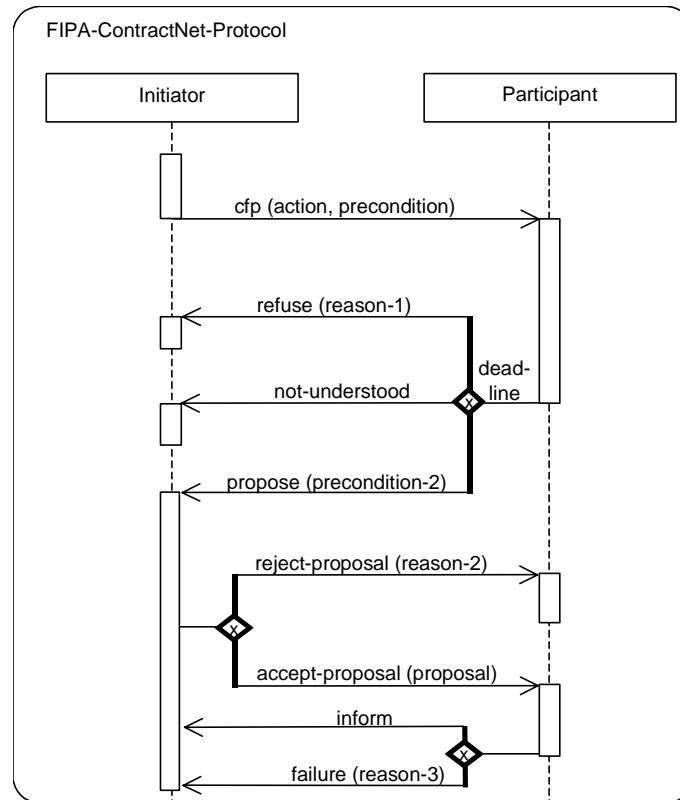 FIPA-ContractNet-Protocol
Initiator
Participant
cfp (action, precondition)
refuse (reason-1)
dead-
line
not-understood
x
propose (precondition-2)
reject-proposal (reason-2)
x
accept-proposal (proposal)
inform
x
failure (reason-3)